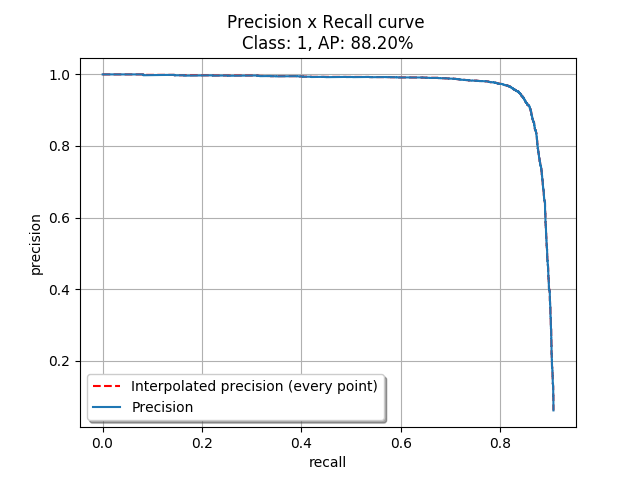 Precision x Recall curve
Class: 1, AP: 88.20%
1.0
0.8
0.6
0.4
0.2
precision
Interpolated precision (every point)
Precision
0.0 0.2 0.4 0.6 0.8
recall